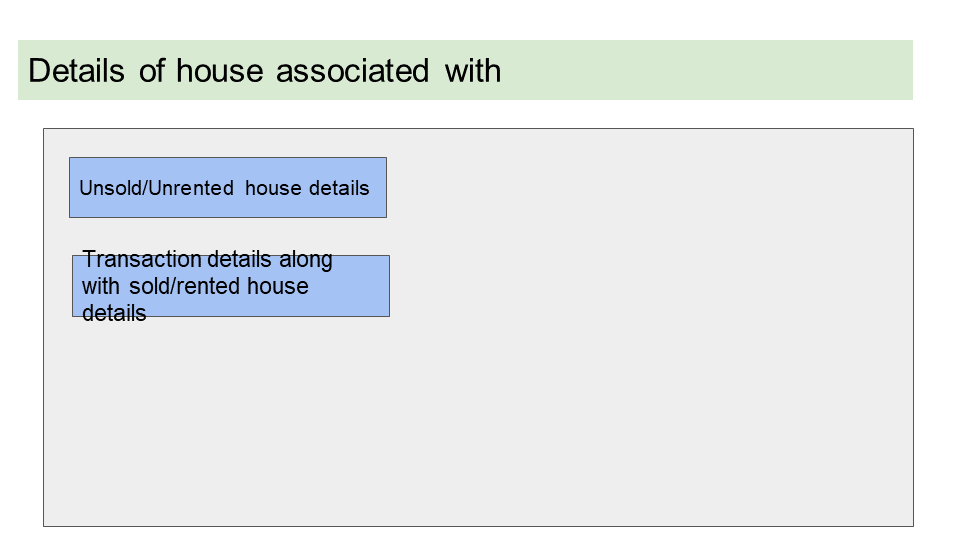 Details of house associated with
Unsold/Unrented house details
Transaction details along
with sold/rented house
details